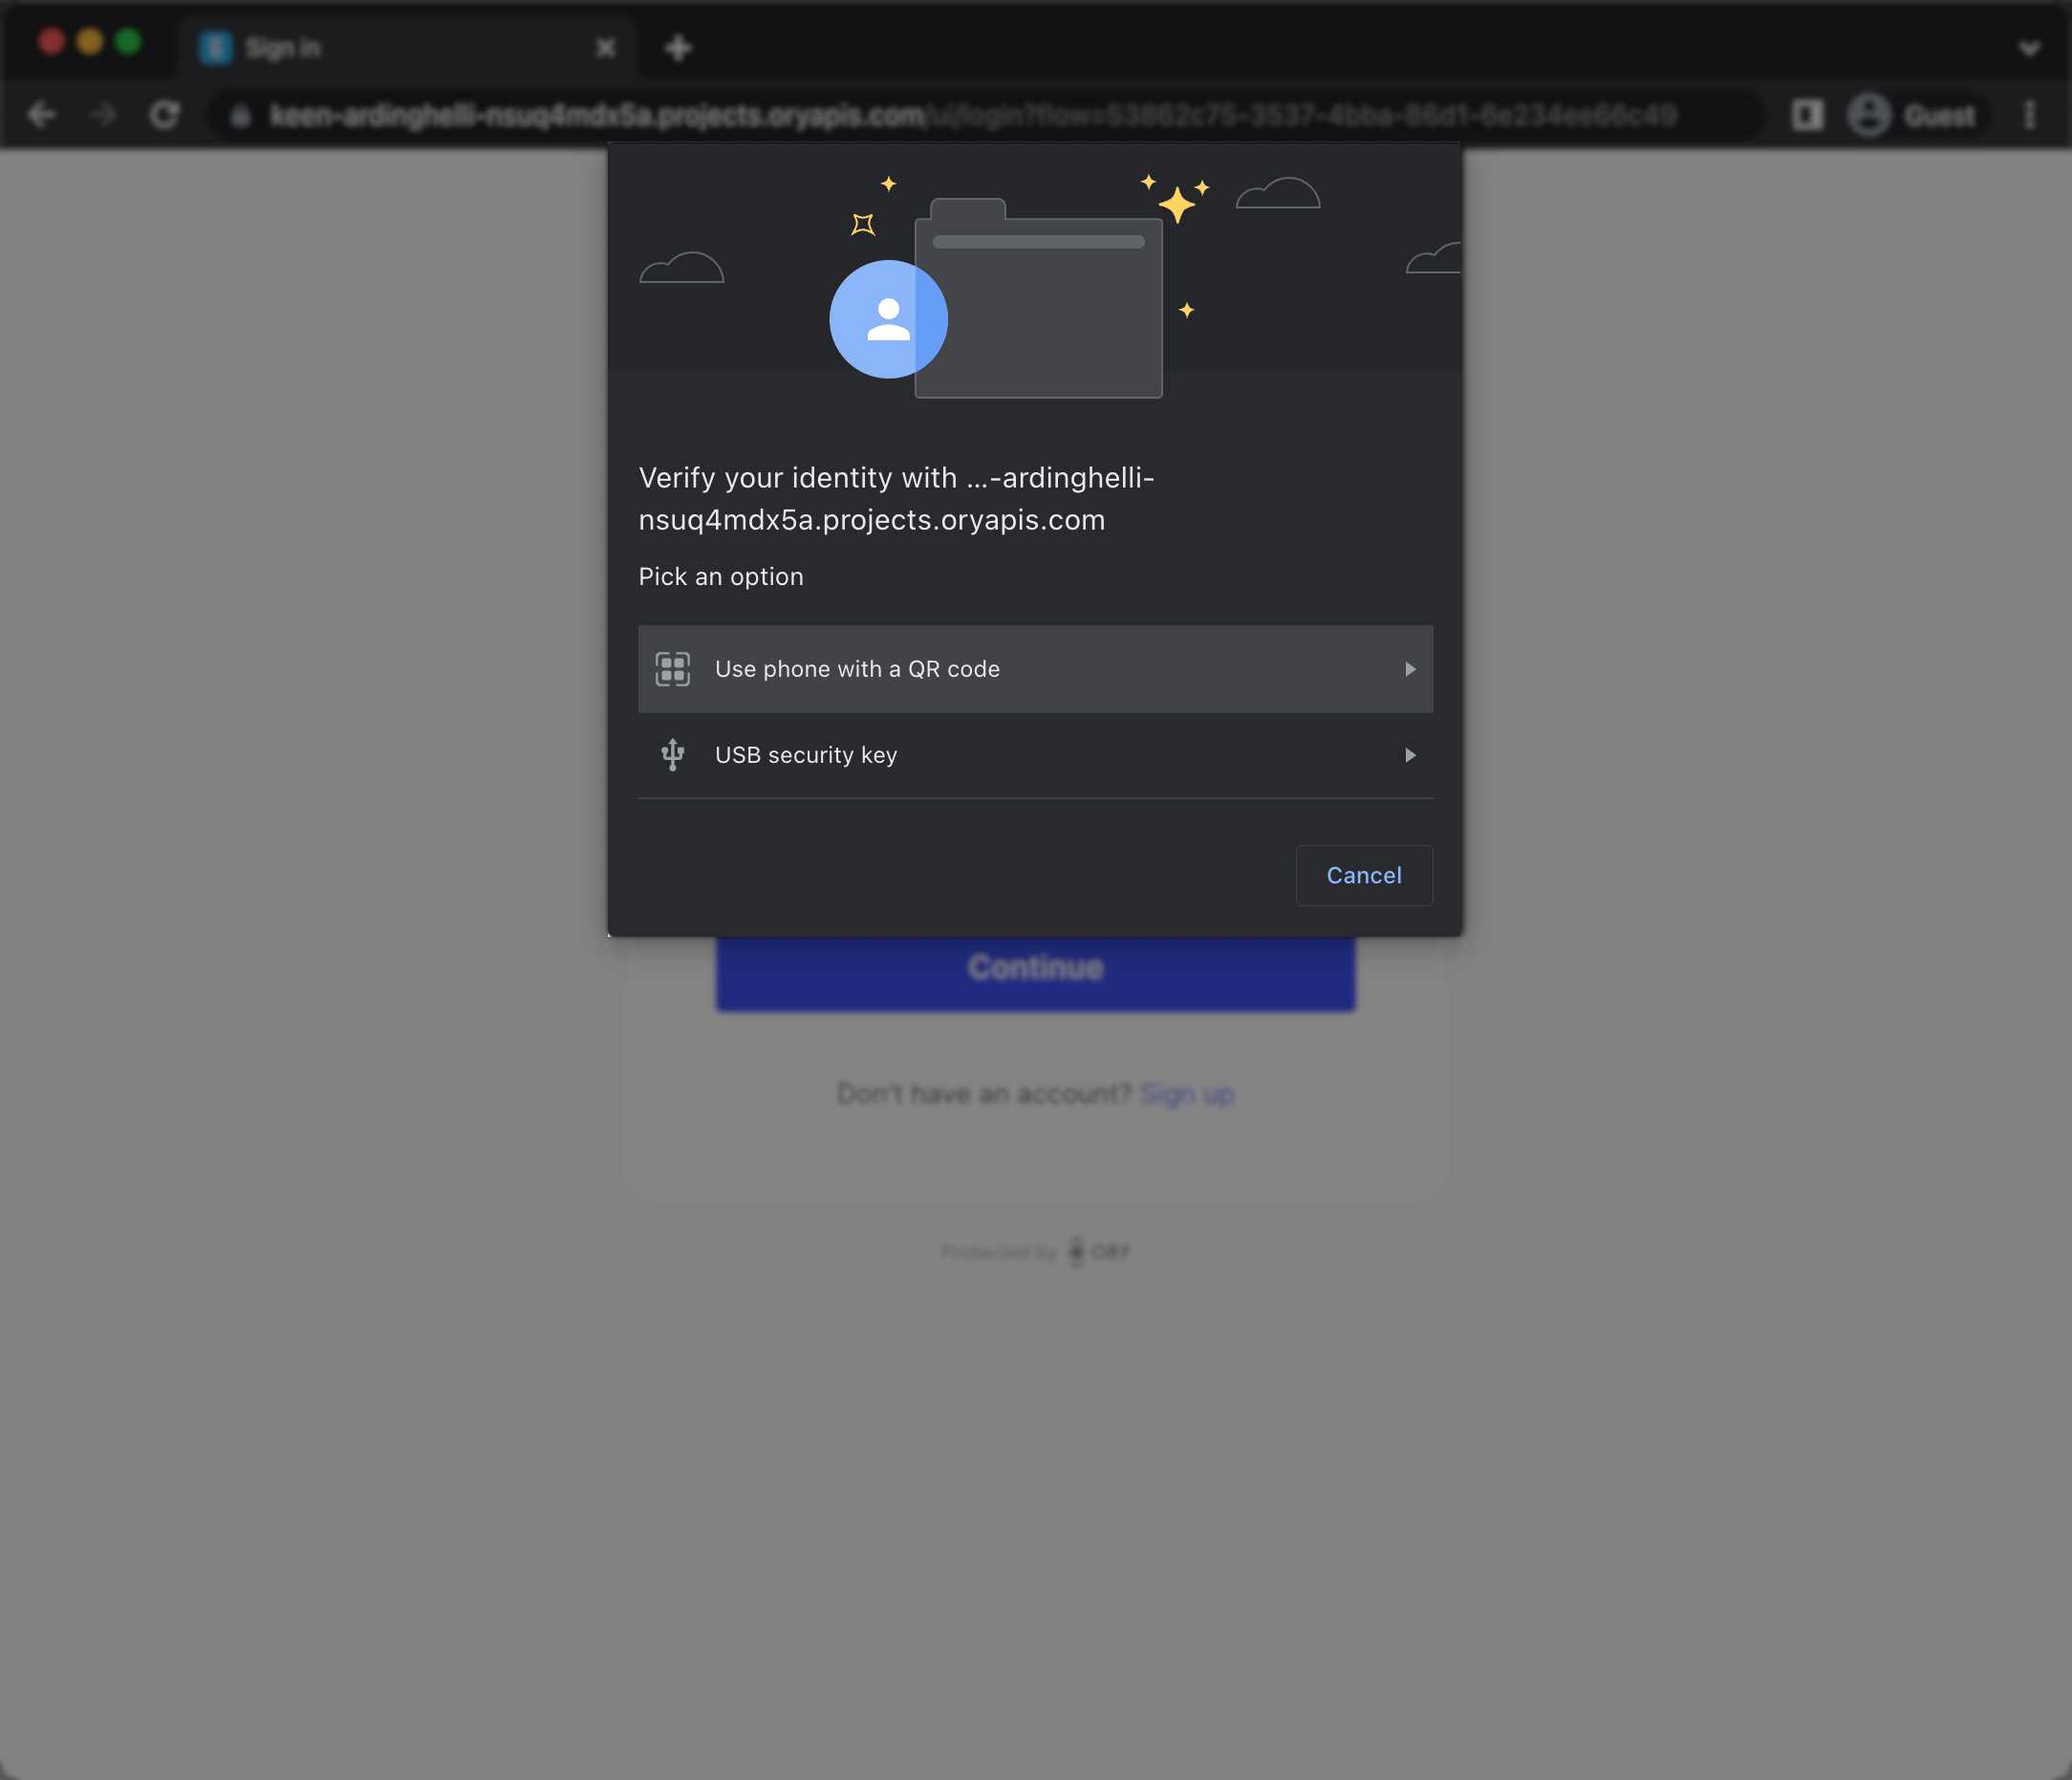 Sign in
keen-ardinghelli-nsuq4mdx5a.projects.oryapis.com/ui/login?flow=53862c75-3537-4bba-86d1-6e234ee66c49
Guest
Verify your identity with ...-ardinghelli-
nsuq4mdx5a.projects.oryapis.com
Pick an option
Use phone with a QR code
USB security key
Cancel
Continue
Don't have an account? Sign up
Protected by ORY